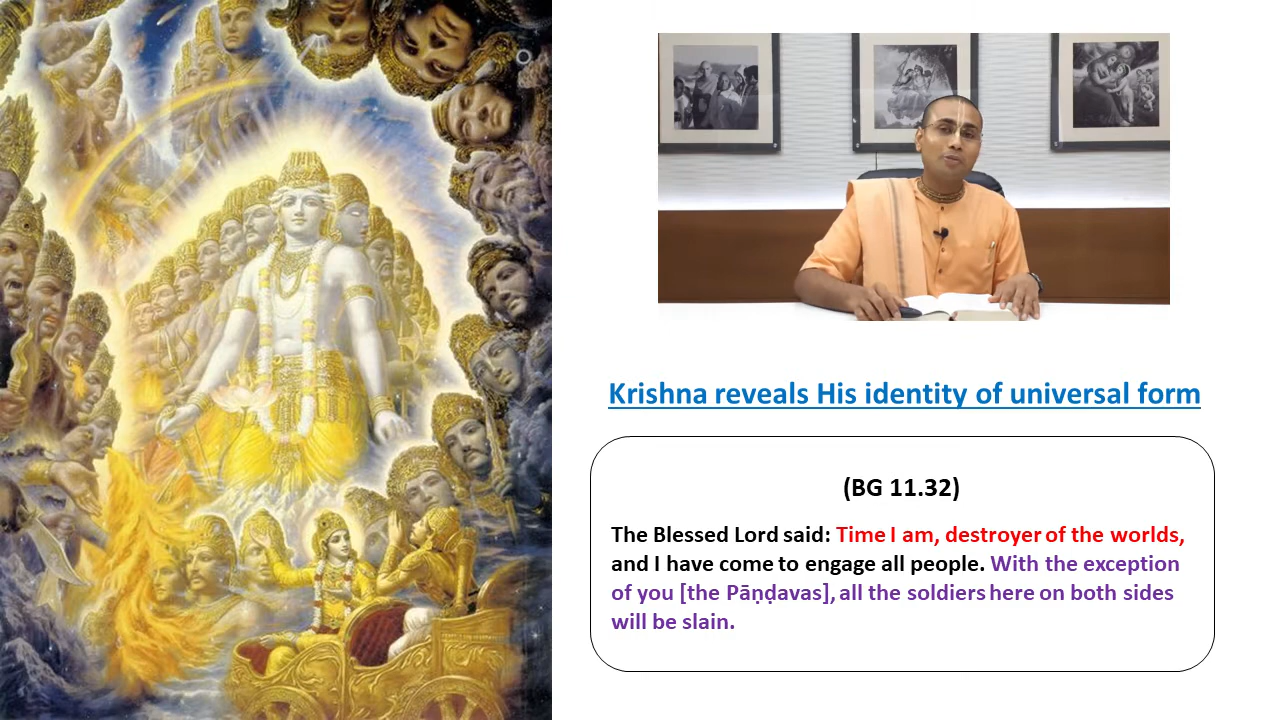 Krishna reveals His identity of universal form
(BG 11.32)
The Blessed Lord said: Time I am, destroyer of the worlds,
and I have come to engage all people. With the exception
of you [the Pāṇḍavas], all the soldiers here on both sides
will be slain.